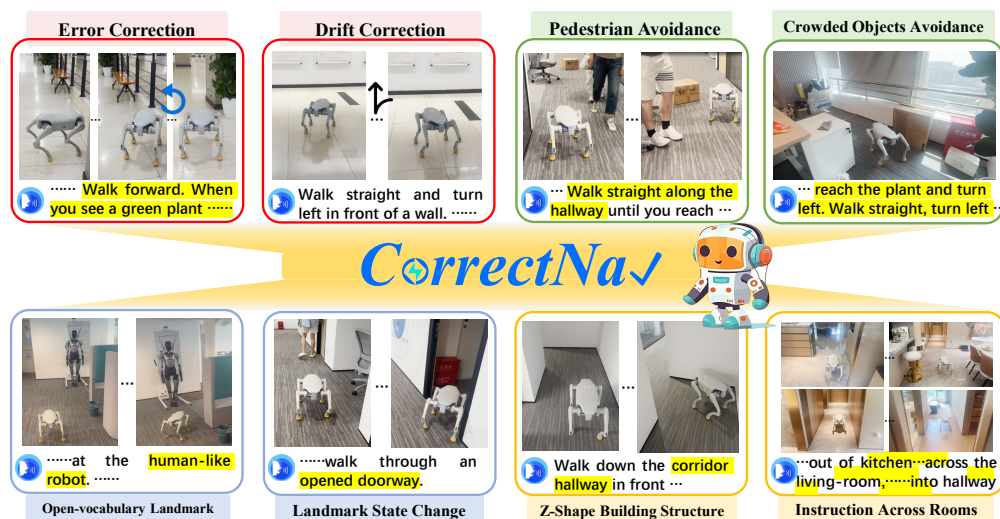 Error Correction
Drift Correction
Pedestrian Avoidance
Crowded Objects Avoidance
…… Walk forward. When
you see a green plant ……
Walk straight and turn
left in front of a wall. ……
… Walk straight along the
hallway until you reach …
… reach the plant and turn
left. Walk straight, turn left …
CorrectNa✓
……at the human-like
robot. ……
……walk through an
opened doorway.
Walk down the corridor
hallway in front …
…out of kitchen…across the
living-room,……into hallway
Open-vocabulary Landmark
Landmark State Change
Z-Shape Building Structure
Instruction Across Rooms